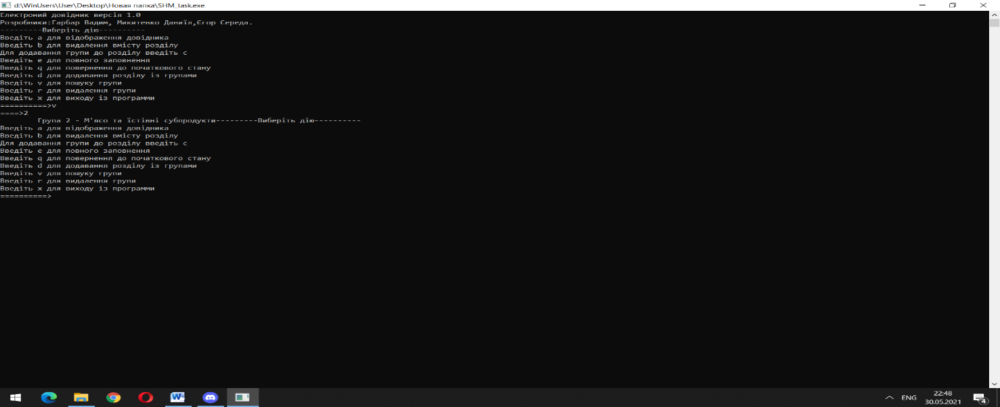 d:\WinUsers\User\Desktop\Новая папка\SHM_task.exe
Електроний довідник версія 1.0
Розробники:Гарбар Вадим, Микитенко Даниїл,Єгор Середа.
---------Виберіть дію----------
Введіть a для відображення довідника
Введіть b для видалення вмісту розділу
Для додавання групи до розділу введіть c
Введіть e для повного заповнення
Введіть q для повернення до початкового стану
Введіть d для додавання розділу із групами
Введіть v для пошуку групи
Введіть r для видалення групи
Введіть x для виходу із программи
==========>v
====>2
Група 2 - М'ясо та їстівні субпродукти---------Виберіть дію----------
Введіть a для відображення довідника
Введіть b для видалення вмісту розділу
Для додавання групи до розділу введіть c
Введіть e для повного заповнення
Введіть q для повернення до початкового стану
Введіть d для додавання розділу із групами
Введіть v для пошуку групи
Введіть r для видалення групи
Введіть x для виходу із программи
==========>
ENG
22:48
30.05.2021
4